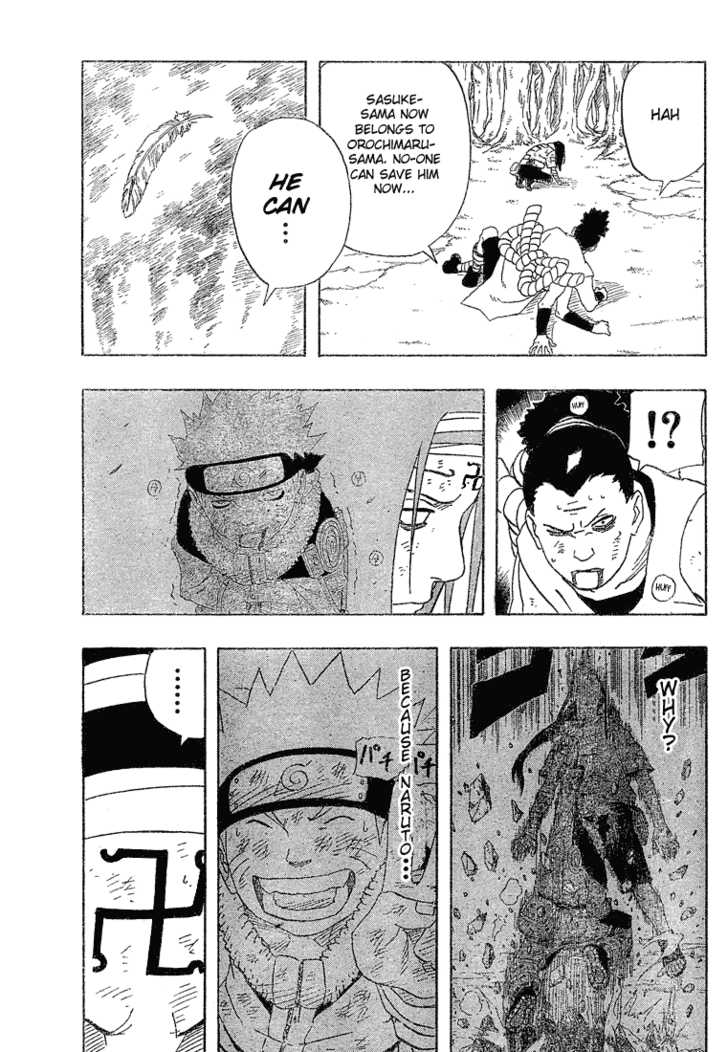 HAH
SASUKE-
SAMA NOW
BELONGS TO
OROCHIMARU-
SAMA. NO-ONE
CAN SAVE HIM
NOW...
HE
CAN
...
!?
HUFF
HUFF
WHY?
BECAUSE NARUTO...
パチ
パチ
......